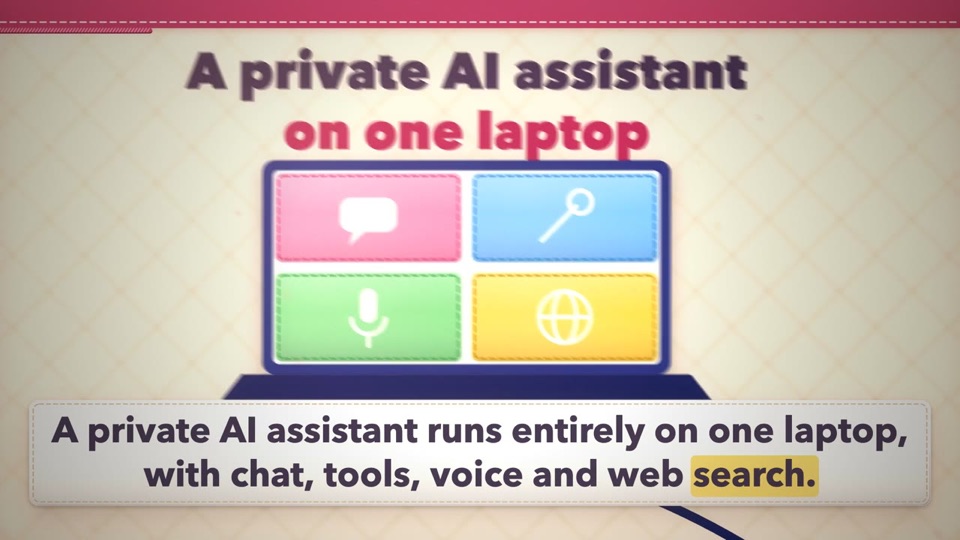 A private AI assistant
on one laptop
A private AI assistant runs entirely on one laptop,
with chat, tools, voice and web search.